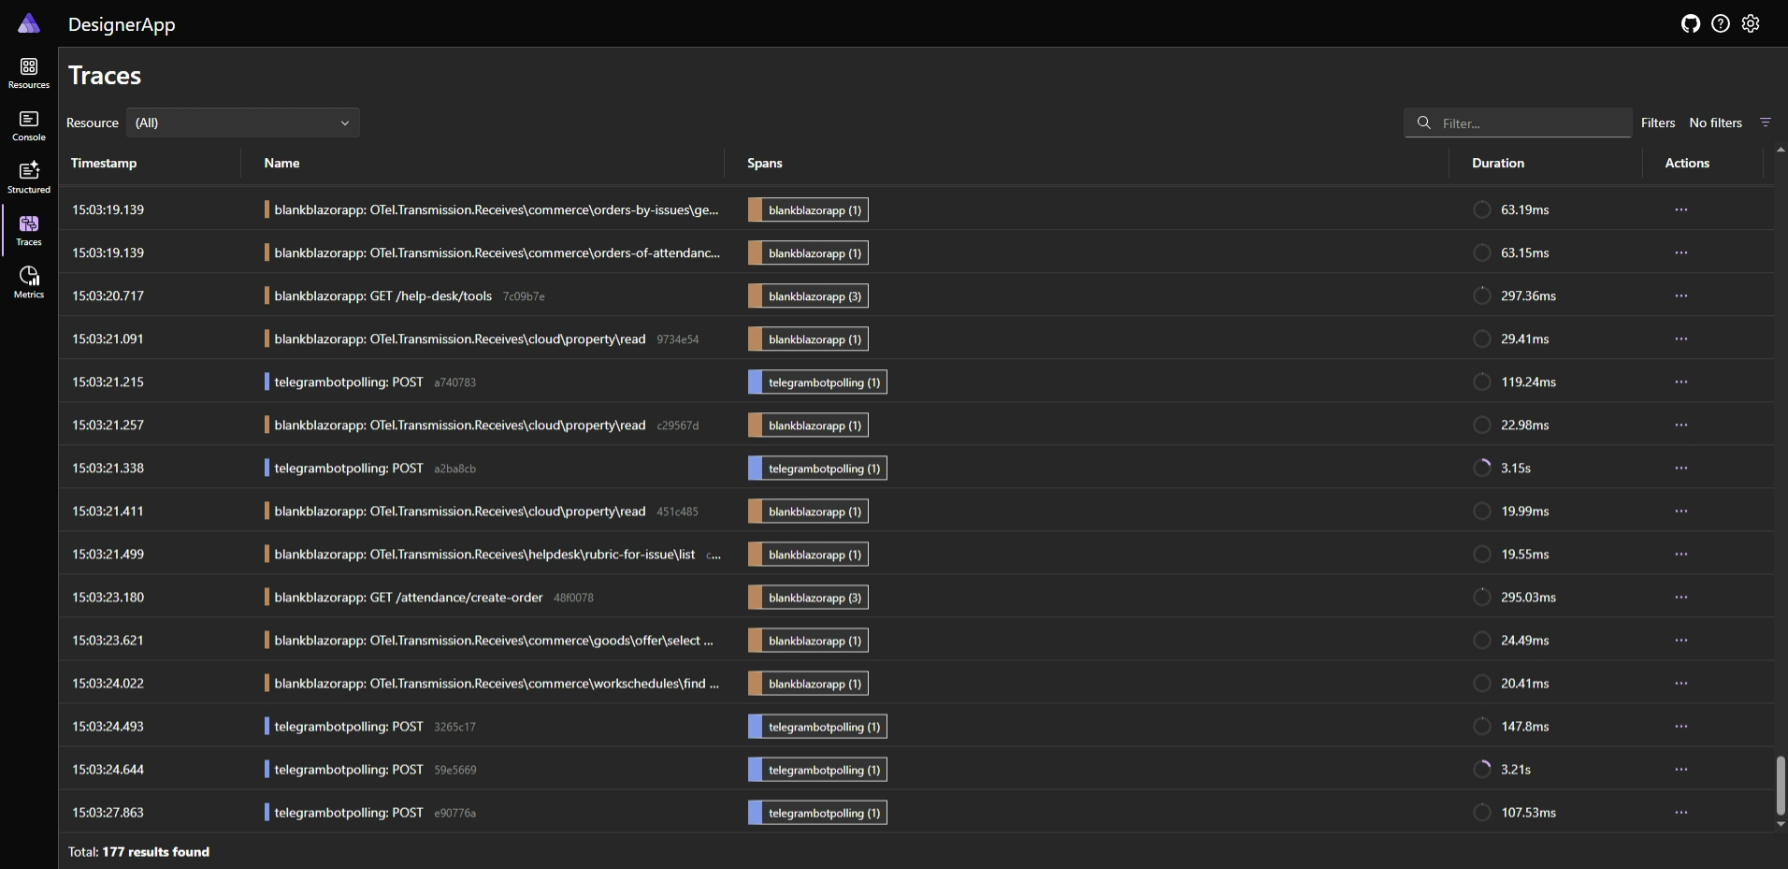 DesignerApp
Resources
Console
Structured
Traces
Metrics
Traces
Resource (All) Filter... Filters No filters
Timestamp Name Spans Duration Actions
15:03:19.139 blankblazorapp: OTel.Transmission.Receives\commerce\orders-by-issues\ge... blankblazorapp (1) 63.19ms ...
15:03:19.139 blankblazorapp: OTel.Transmission.Receives\commerce\orders-of-attendanc... blankblazorapp (1) 63.15ms ...
15:03:20.717 blankblazorapp: GET /help-desk/tools 7c09b7e blankblazorapp (3) 297.36ms ...
15:03:21.091 blankblazorapp: OTel.Transmission.Receives\cloud\property\read 9734e54 blankblazorapp (1) 29.41ms ...
15:03:21.215 telegrambotpolling: POST a740783 telegrambotpolling (1) 119.24ms ...
15:03:21.257 blankblazorapp: OTel.Transmission.Receives\cloud\property\read c29567d blankblazorapp (1) 22.98ms ...
15:03:21.338 telegrambotpolling: POST a2ba8cb telegrambotpolling (1) 3.15s ...
15:03:21.411 blankblazorapp: OTel.Transmission.Receives\cloud\property\read 451c485 blankblazorapp (1) 19.99ms ...
15:03:21.499 blankblazorapp: OTel.Transmission.Receives\helpdesk\rubric-for-issue\list c... blankblazorapp (1) 19.55ms ...
15:03:23.180 blankblazorapp: GET /attendance/create-order 48f0078 blankblazorapp (3) 295.03ms ...
15:03:23.621 blankblazorapp: OTel.Transmission.Receives\commerce\goods\offer\select ... blankblazorapp (1) 24.49ms ...
15:03:24.022 blankblazorapp: OTel.Transmission.Receives\commerce\workschedules\find ... blankblazorapp (1) 20.41ms ...
15:03:24.493 telegrambotpolling: POST 3265c17 telegrambotpolling (1) 147.8ms ...
15:03:24.644 telegrambotpolling: POST 59e5669 telegrambotpolling (1) 3.21s ...
15:03:27.863 telegrambotpolling: POST e90776a telegrambotpolling (1) 107.53ms ...
Total: 177 results found